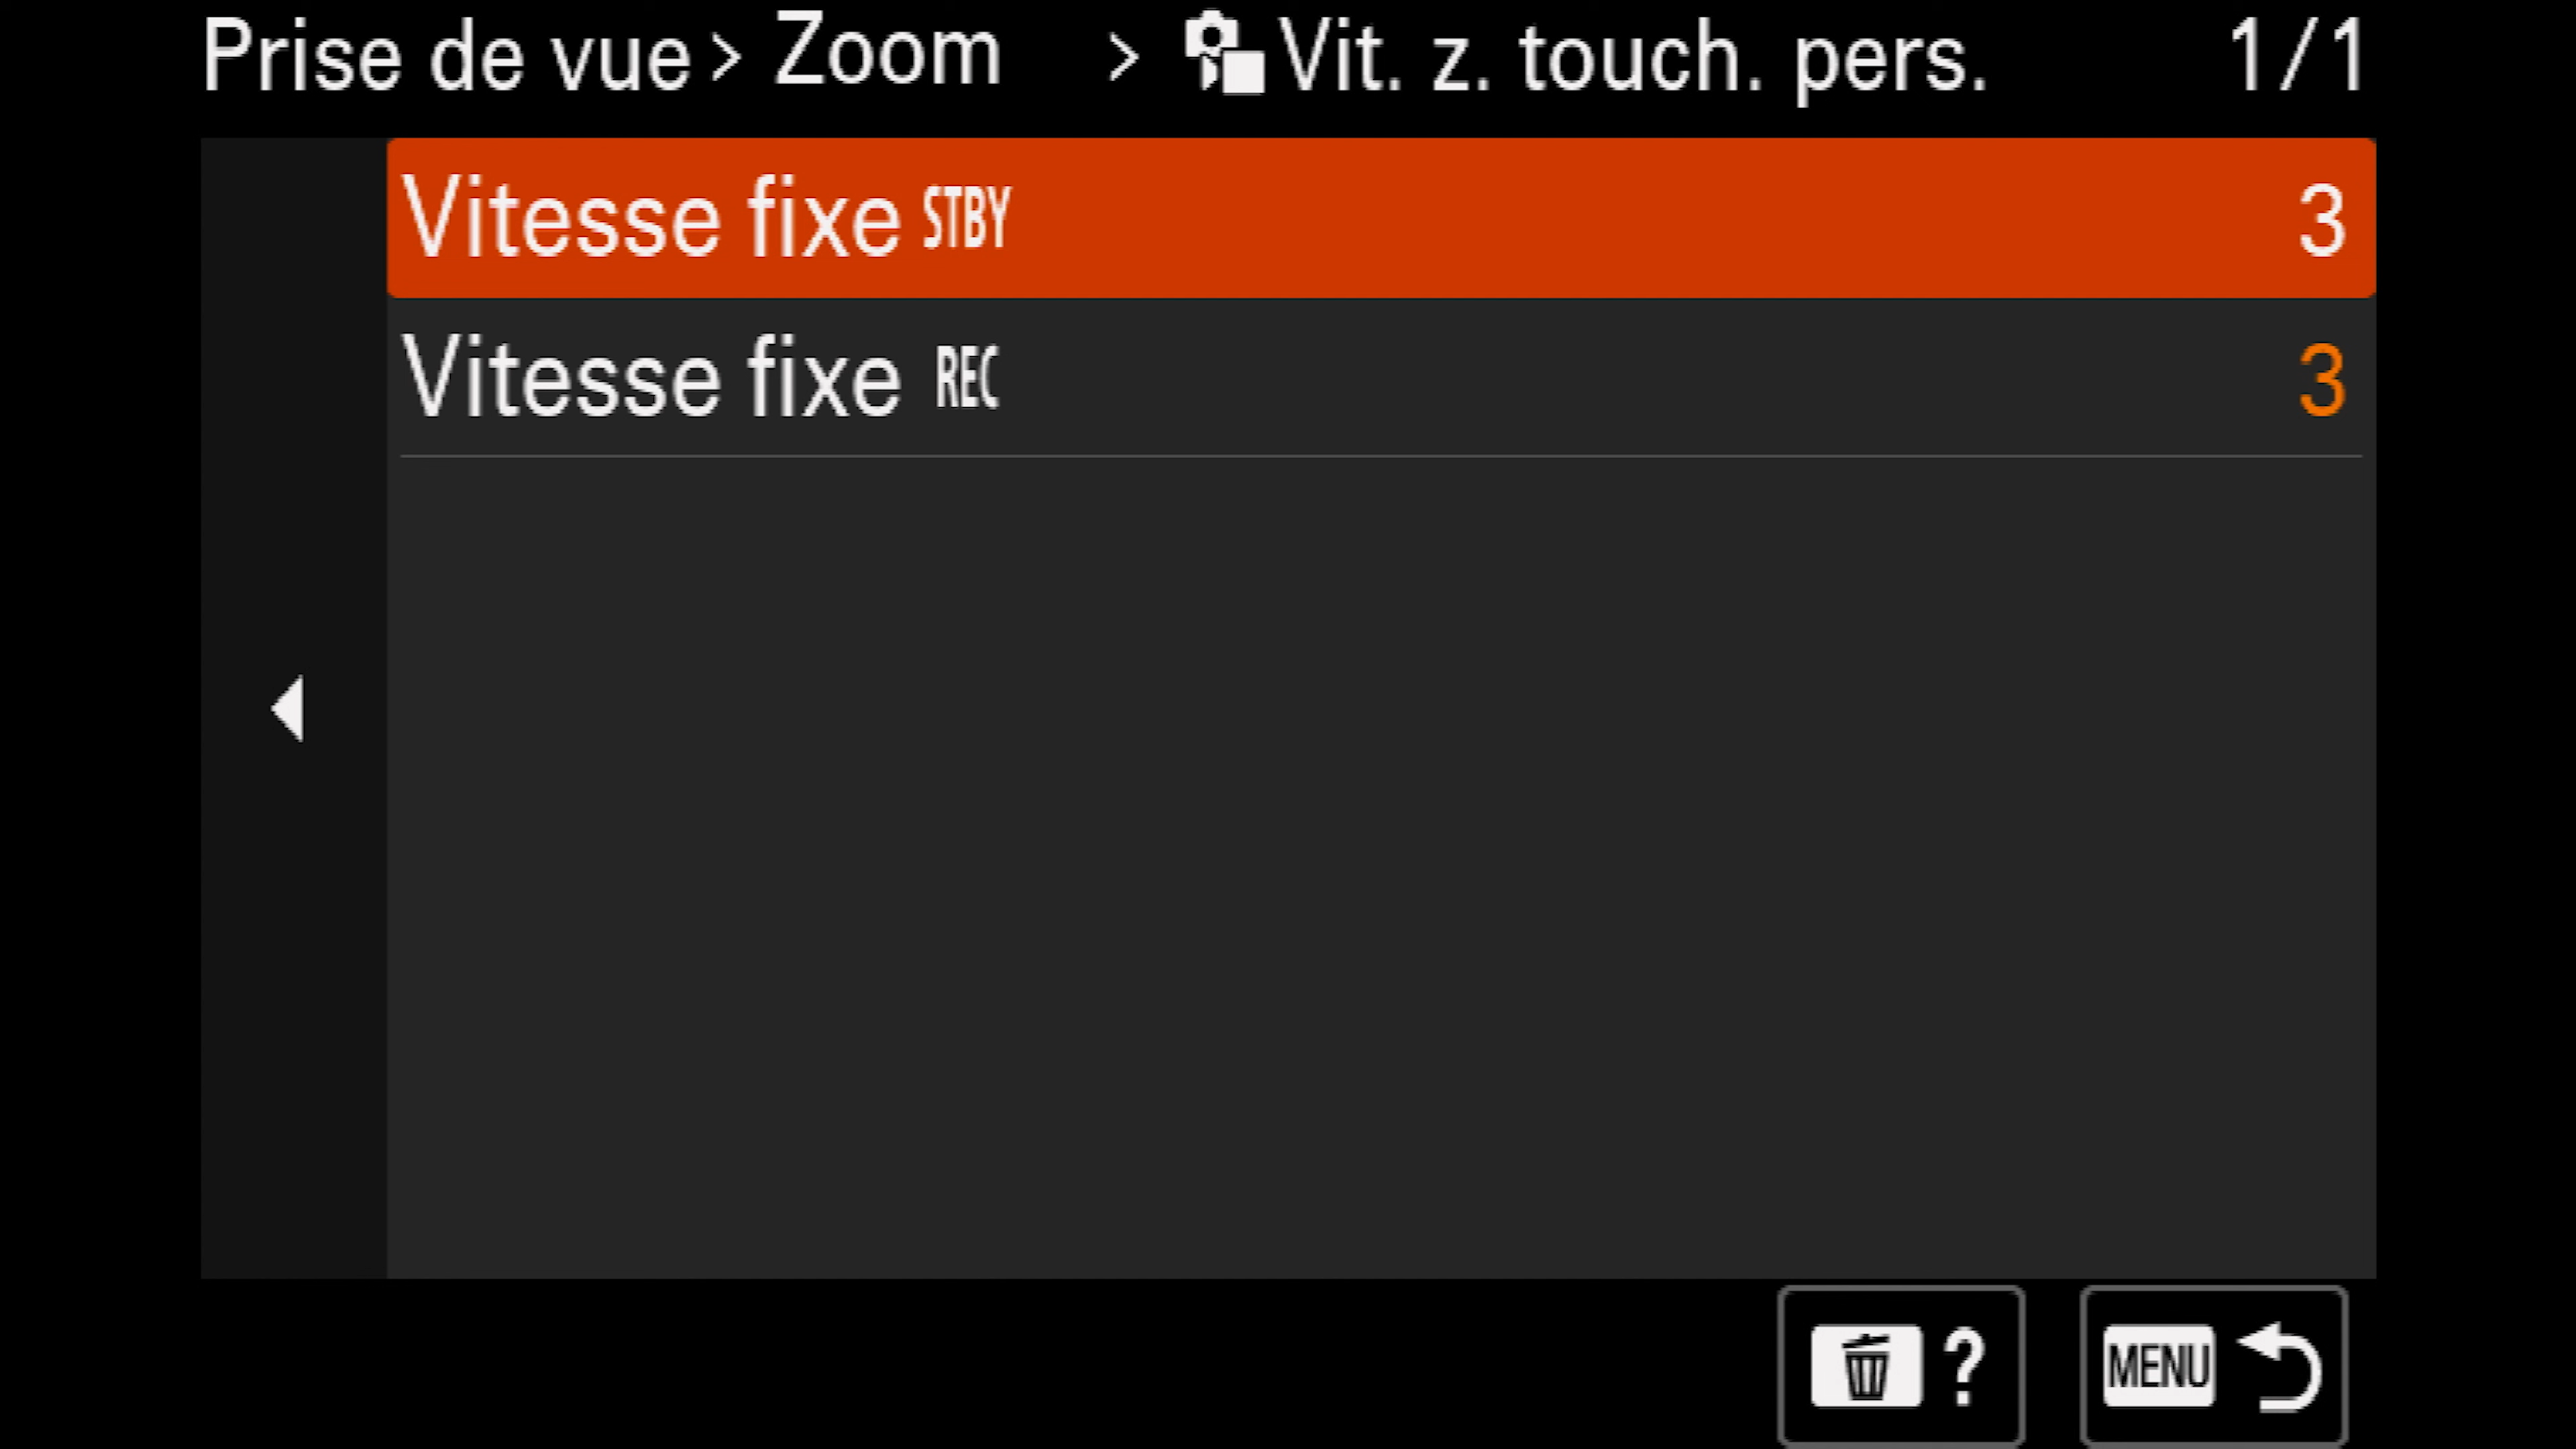 Prise de vue > Zoom > Vit. z. touch. pers. 1/1
Vitesse fixe STBY 3
Vitesse fixe REC 3
? MENU